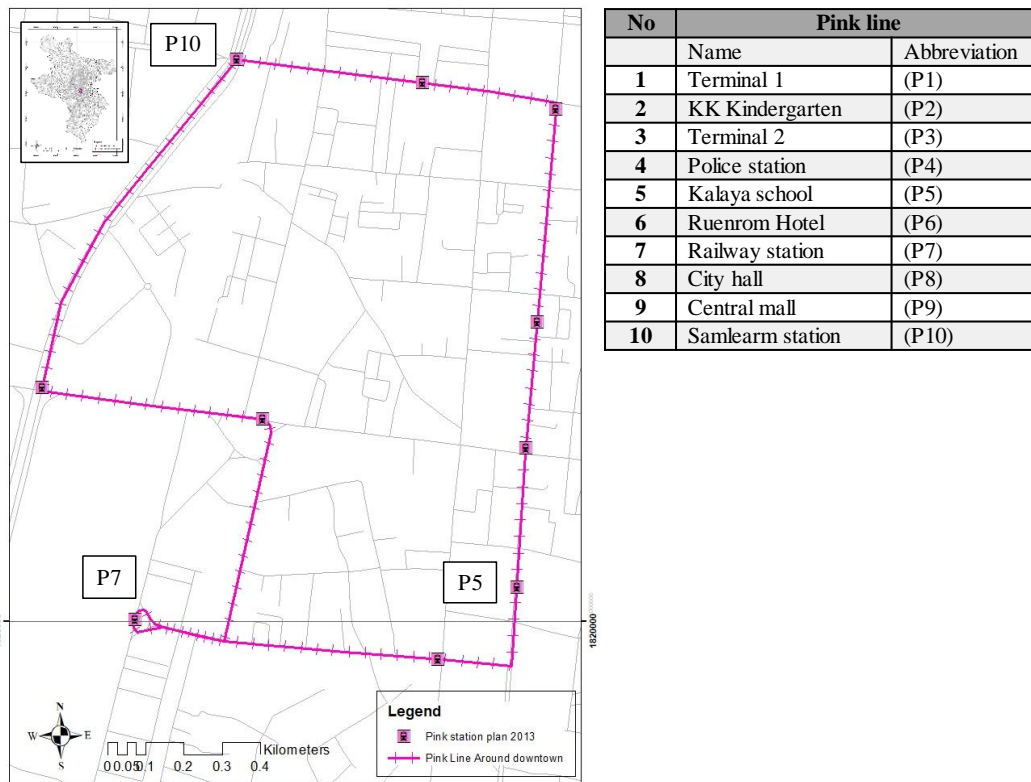 P10
P7
P5
1820000
N
W E
S
Kilometers
0 0.05 0.1 0.2 0.3 0.4
Legend
Pink station plan 2013
Pink Line Around downtown
No Pink line
Name Abbreviation
1 Terminal 1 (P1)
2 KK Kindergarten (P2)
3 Terminal 2 (P3)
4 Police station (P4)
5 Kalaya school (P5)
6 Ruenrom Hotel (P6)
7 Railway station (P7)
8 City hall (P8)
9 Central mall (P9)
10 Samlearm station (P10)